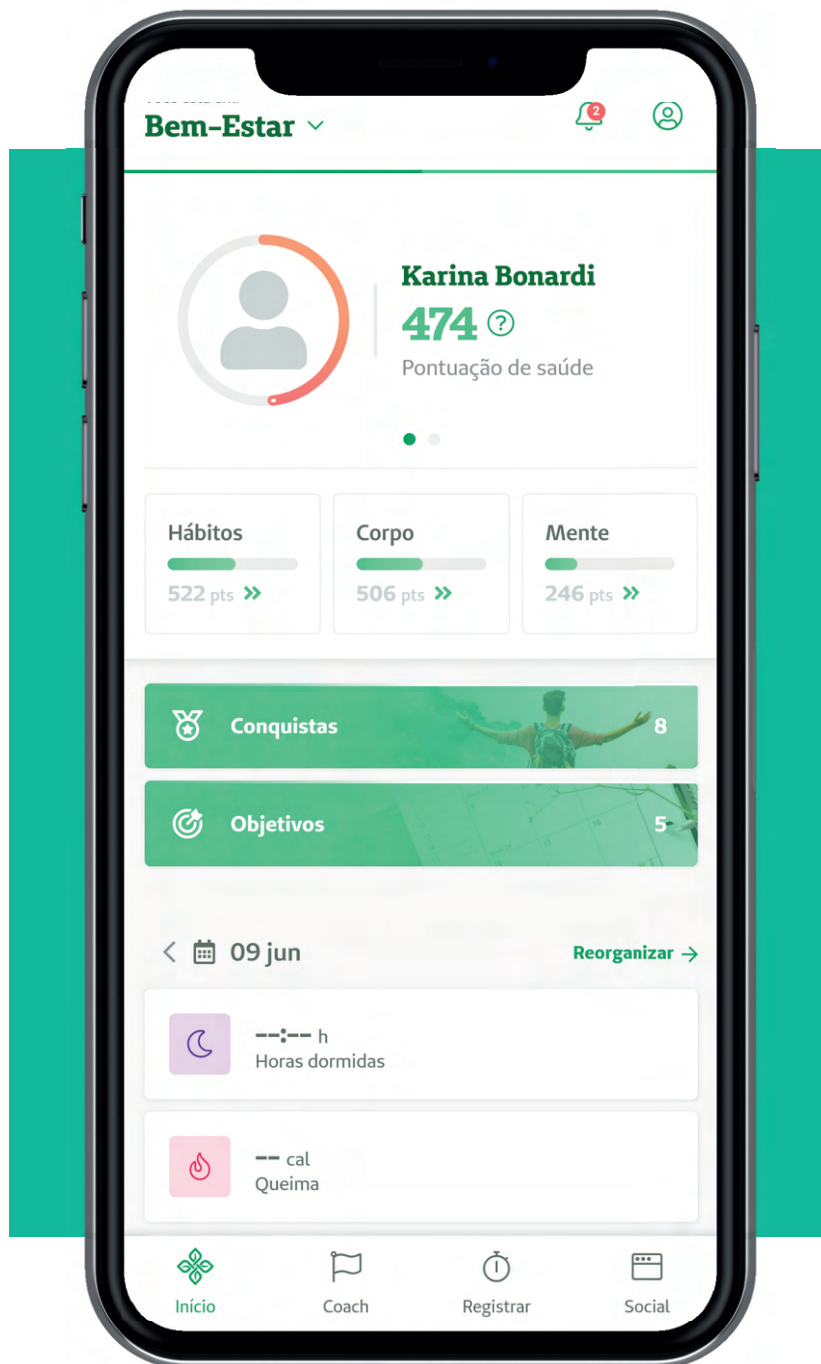 Bem-Estar
2
Karina Bonardi
474 ?
Pontuação de saúde
Hábitos
522 pts
Corpo
506 pts
Mente
246 pts
Conquistas 8
Objetivos 5
09 jun
Reorganizar →
--:-- h
Horas dormidas
-- cal
Queima
Início
Coach
Registrar
Social